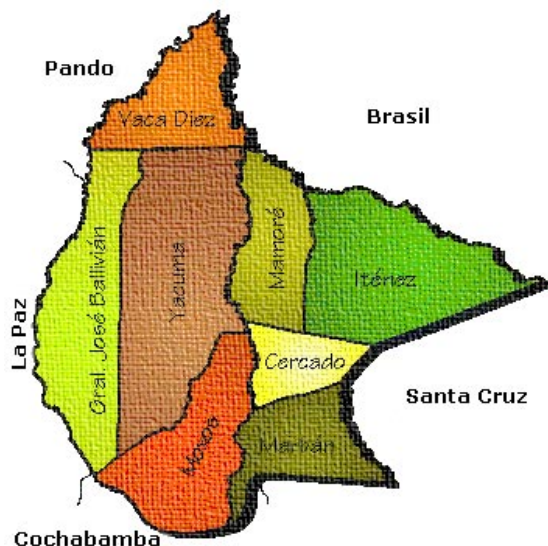 Pando
Vaca Diez
Brasil
La Paz
Gral. José Ballivián
Yacuma
Mamoré
Iténez
Cercado
Santa Cruz
Moxos
Marbán
Cochabamba